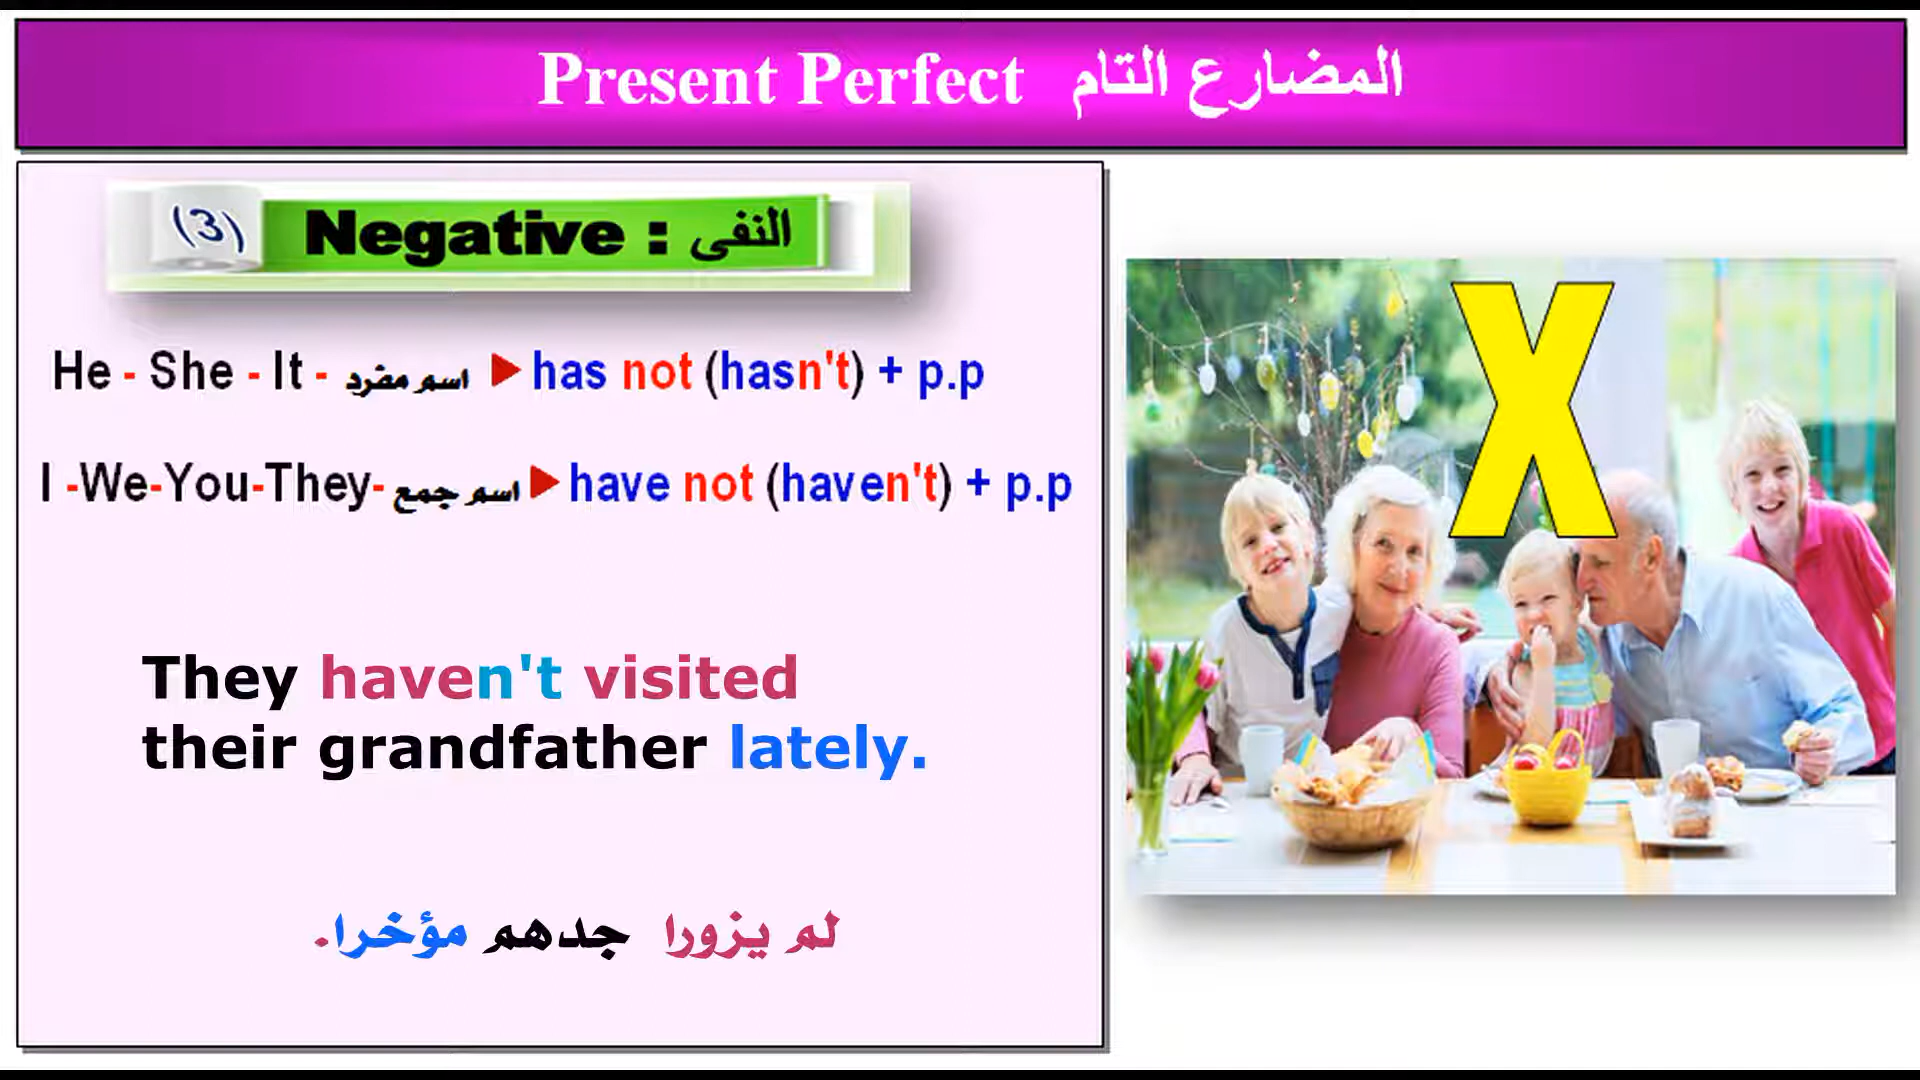 Present Perfect المضارع التام
(3) Negative : النفى
He - She - It - اسم مفرد ► has not (hasn't) + p.p
I -We-You-They- اسم جمع ► have not (haven't) + p.p
X
They haven't visited
their grandfather lately.
لم يزورا جدهم مؤخرا.